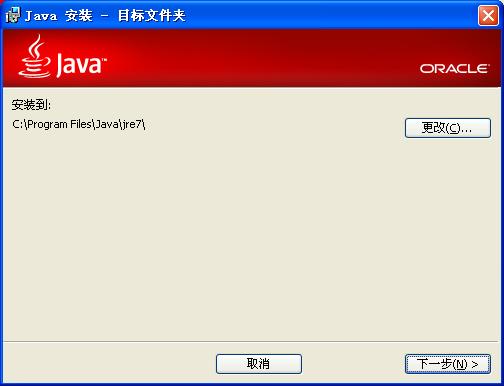 Java 安装 - 目标文件夹
Java™
ORACLE®
安装到:
C:\Program Files\Java\jre7\
更改(C)...
取消
下一步(N) >